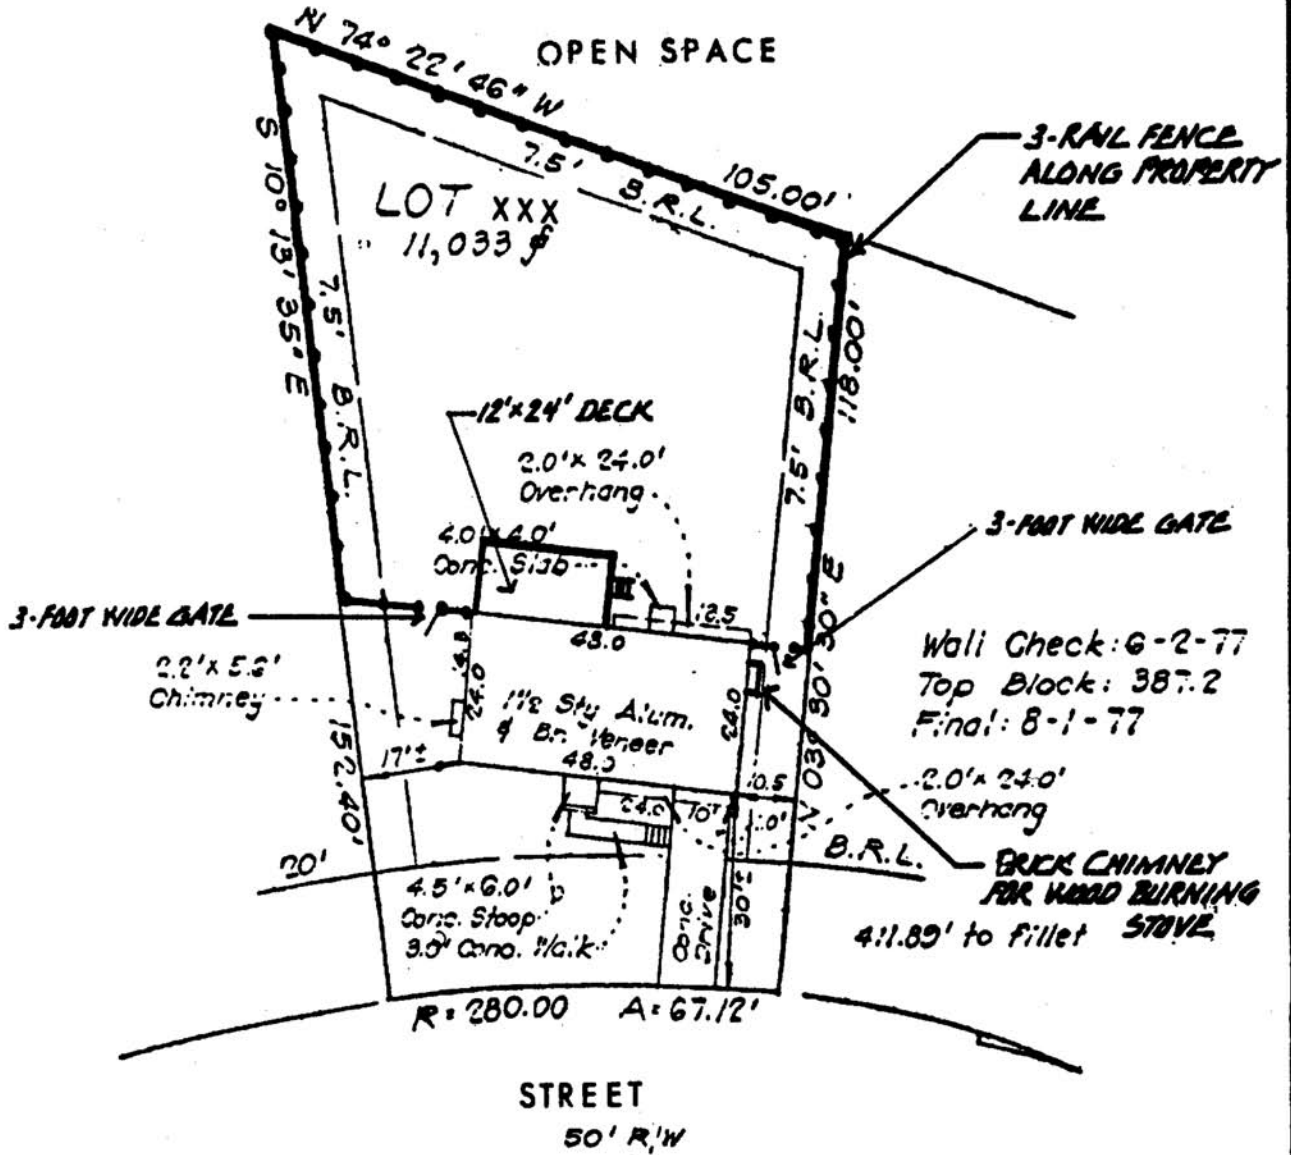 OPEN SPACE
N 74° 22' 46" W
105.00'
7.5' B.R.L.
3-RAIL FENCE
ALONG PROPERTY
LINE
LOT XXX
11,033
S 10° 13' 35" E
152.40'
7.5' B.R.L.
118.00'
7.5' B.R.L.
12'x24' DECK
2.0' x 24.0'
Overhang
4.0' x 4.0'
Conc. Slab
3-FOOT WIDE GATE
3-FOOT WIDE GATE
12.5
48.0
24.0
2.2' x 5.2'
Chimney
1 1/2 Sty Alum.
& Br. Veneer
24.0
48.0
N 03° 30' 30" E
Wall Check: 6-2-77
Top Block: 387.2
Final: 8-1-77
17'±
10.5
24.0
2.0' x 24.0'
Overhang
20'
B.R.L.
4.5' x 6.0'
Conc. Stoop
3.0' Conc. Walk
Conc.
Drive
30'±
BRICK CHIMNEY
FOR WOOD BURNING
STOVE
411.89' to fillet
R = 280.00 A = 67.12'
STREET
50' R/W